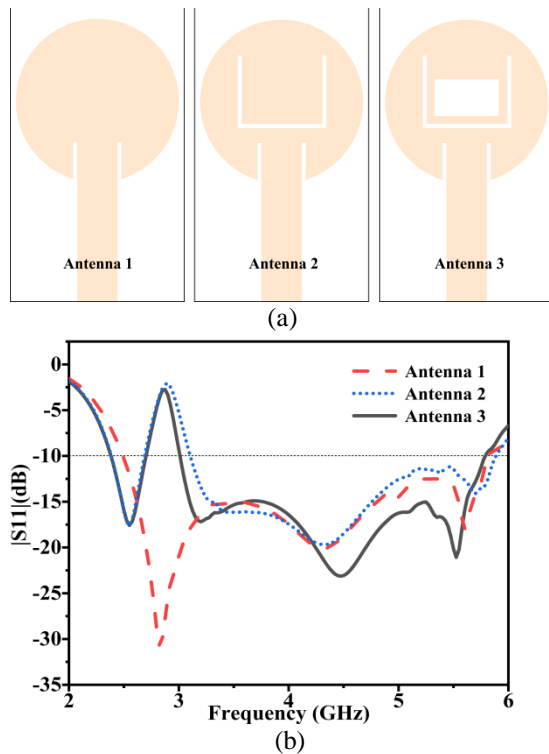 Antenna 1 Antenna 2 Antenna 3
(a)
|S11|(dB)
0
-5
-10
-15
-20
-25
-30
-35
Antenna 1
Antenna 2
Antenna 3
2 3 4 5 6
Frequency (GHz)
(b)